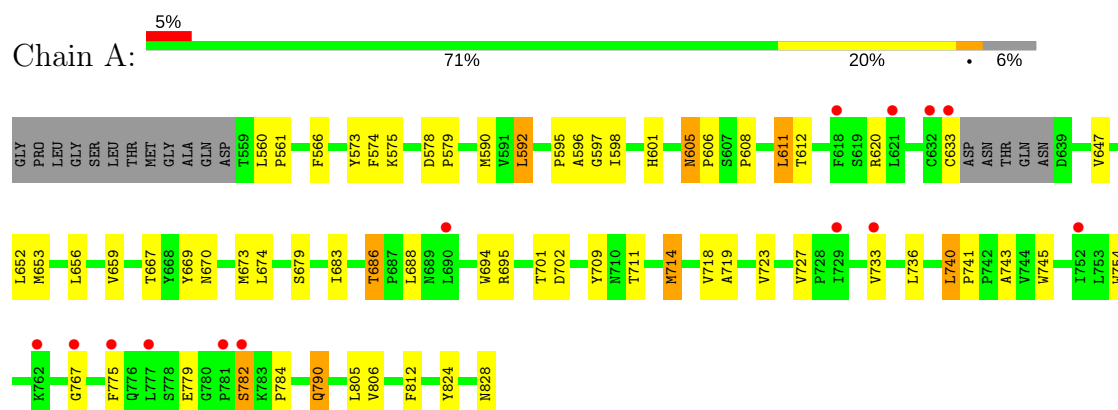 5%
Chain A:
71% 20% • 6%
GLY PRO LEU GLY SER LEU THR MET GLY ALA GLN ASP T559 L560 P561 F566 Y573 F574 K575 D578 P579 M590 V591 L592 P595 A596 G597 I598 H601 N605 P606 S607 P608 L611 T612 F618 S619 R620 L621 C632 G633 ASP ASN THR GLN ASN D639 V647
L652 M653 L656 V659 T667 Y668 Y669 N670 M673 L674 S679 I683 T686 P687 L688 N689 L690 W694 R695 T701 D702 Y709 N710 T711 M714 V718 A719 V723 V727 P728 I729 V733 L736 L740 P741 P742 A743 V744 W745 I752 L753 W754
K762 G767 F775 Q776 L777 S778 E779 G780 P781 S782 K783 P784 Q790 L805 V806 F812 Y824 N828